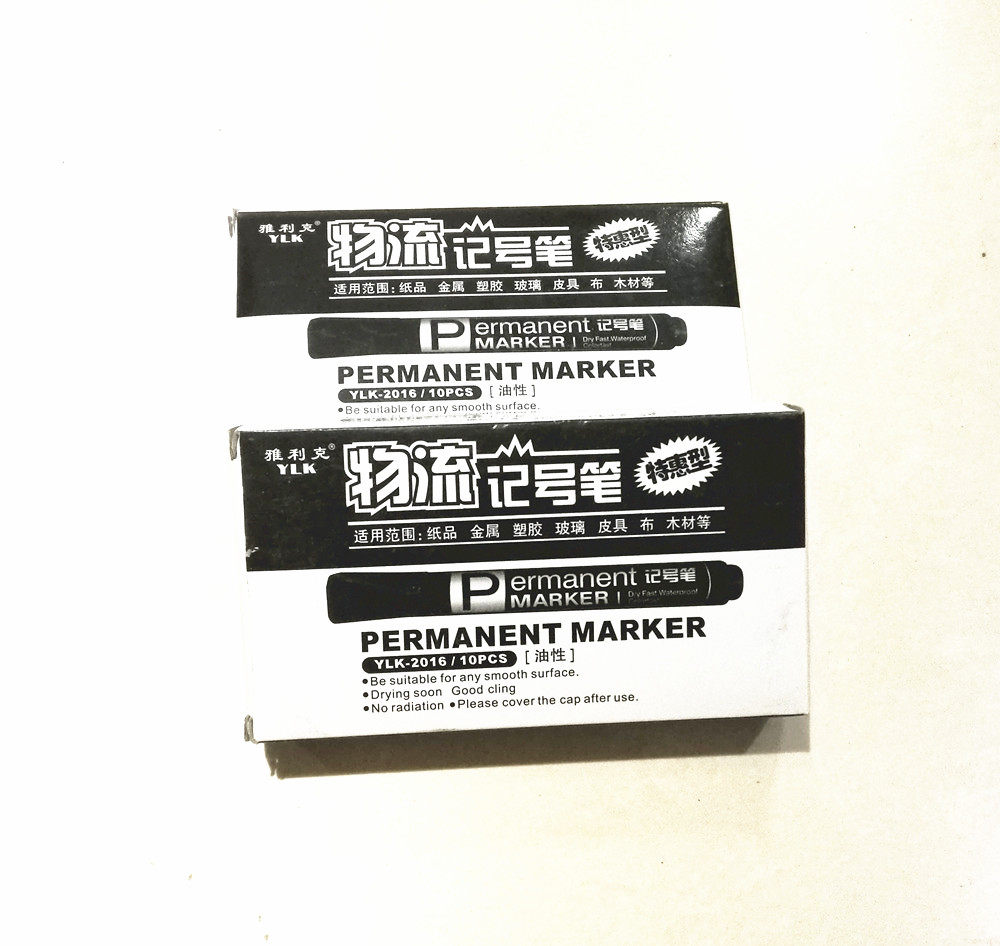 雅利克®
YLK
物流记号笔
特惠型
适用范围:纸品 金属 塑胶 玻璃 皮具 布 木材等
Permanent 记号笔
MARKER
Dry Fast.Waterproof
PERMANENT MARKER
YLK-2016 / 10PCS [油性]
•Be suitable for any smooth surface.
雅利克®
YLK
物流记号笔
特惠型
适用范围:纸品 金属 塑胶 玻璃 皮具 布 木材等
Permanent 记号笔
MARKER
Dry Fast Waterproof
PERMANENT MARKER
YLK-2016 / 10PCS [油性]
•Be suitable for any smooth surface.
•Drying soon Good cling
•No radiation •Please cover the cap after use.